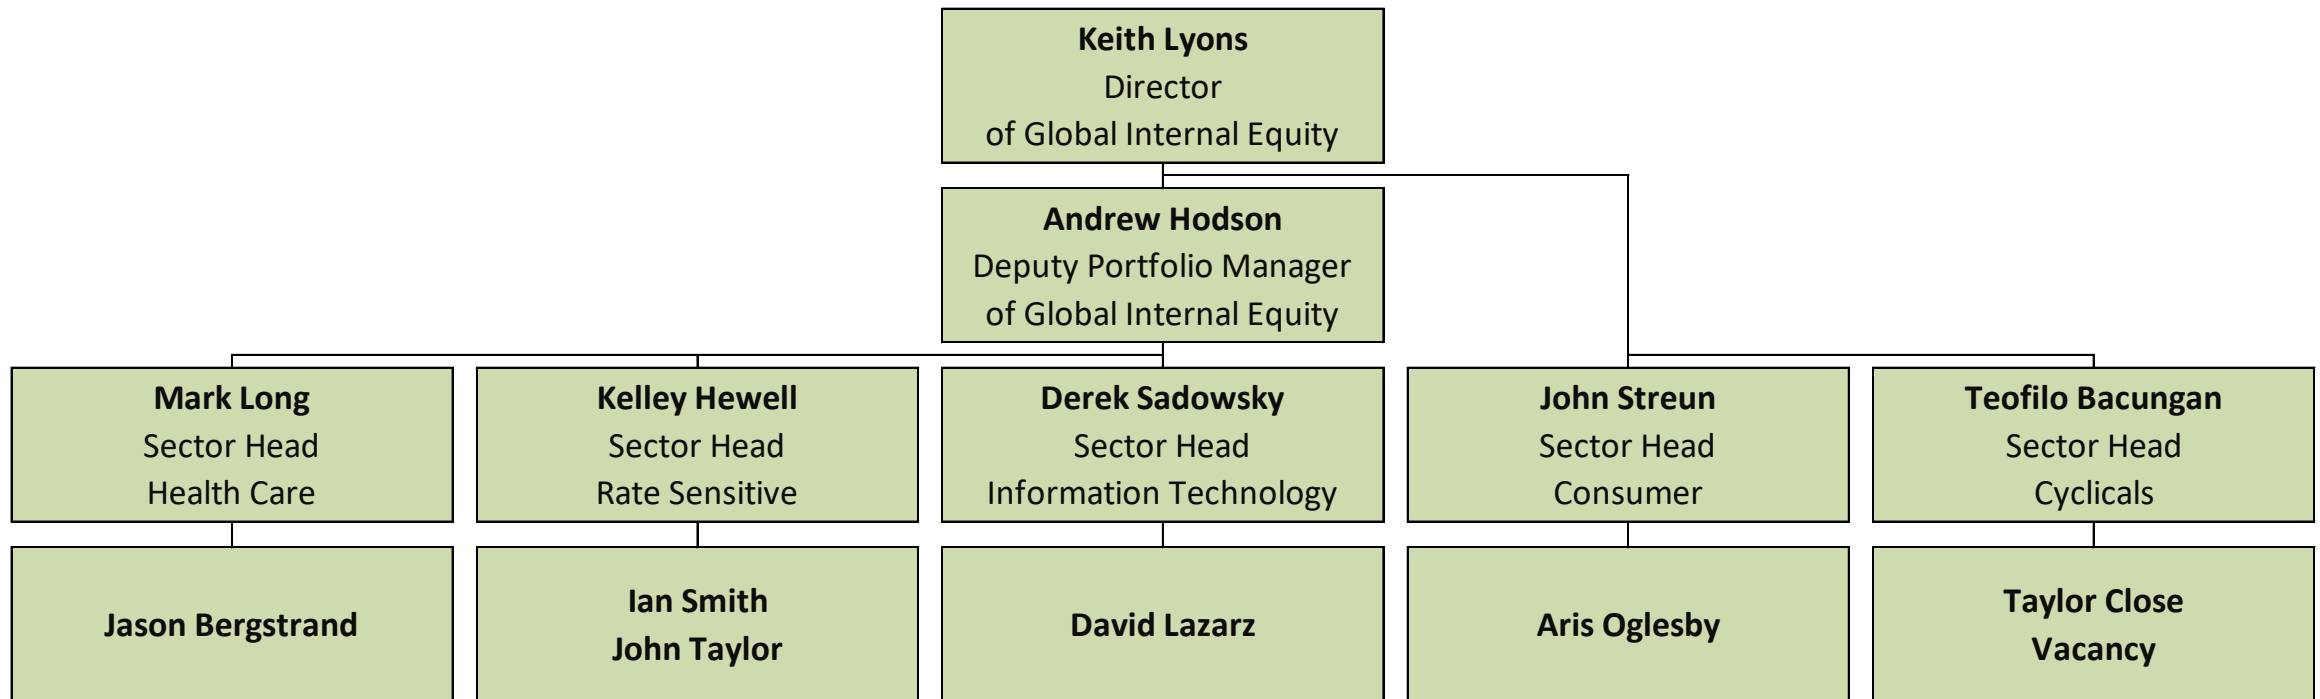 Keith Lyons
Director
of Global Internal Equity
Andrew Hodson
Deputy Portfolio Manager
of Global Internal Equity
Mark Long
Sector Head
Health Care
Kelley Hewell
Sector Head
Rate Sensitive
Derek Sadowsky
Sector Head
Information Technology
John Streun
Sector Head
Consumer
Teofilo Bacungan
Sector Head
Cyclicals
Jason Bergstrand
Ian Smith
John Taylor
David Lazarz
Aris Oglesby
Taylor Close
Vacancy